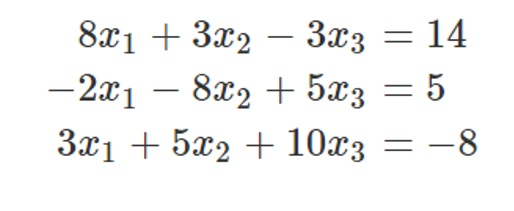 8x₁ + 3x₂ − 3x₃ = 14
−2x₁ − 8x₂ + 5x₃ = 5
3x₁ + 5x₂ + 10x₃ = −8